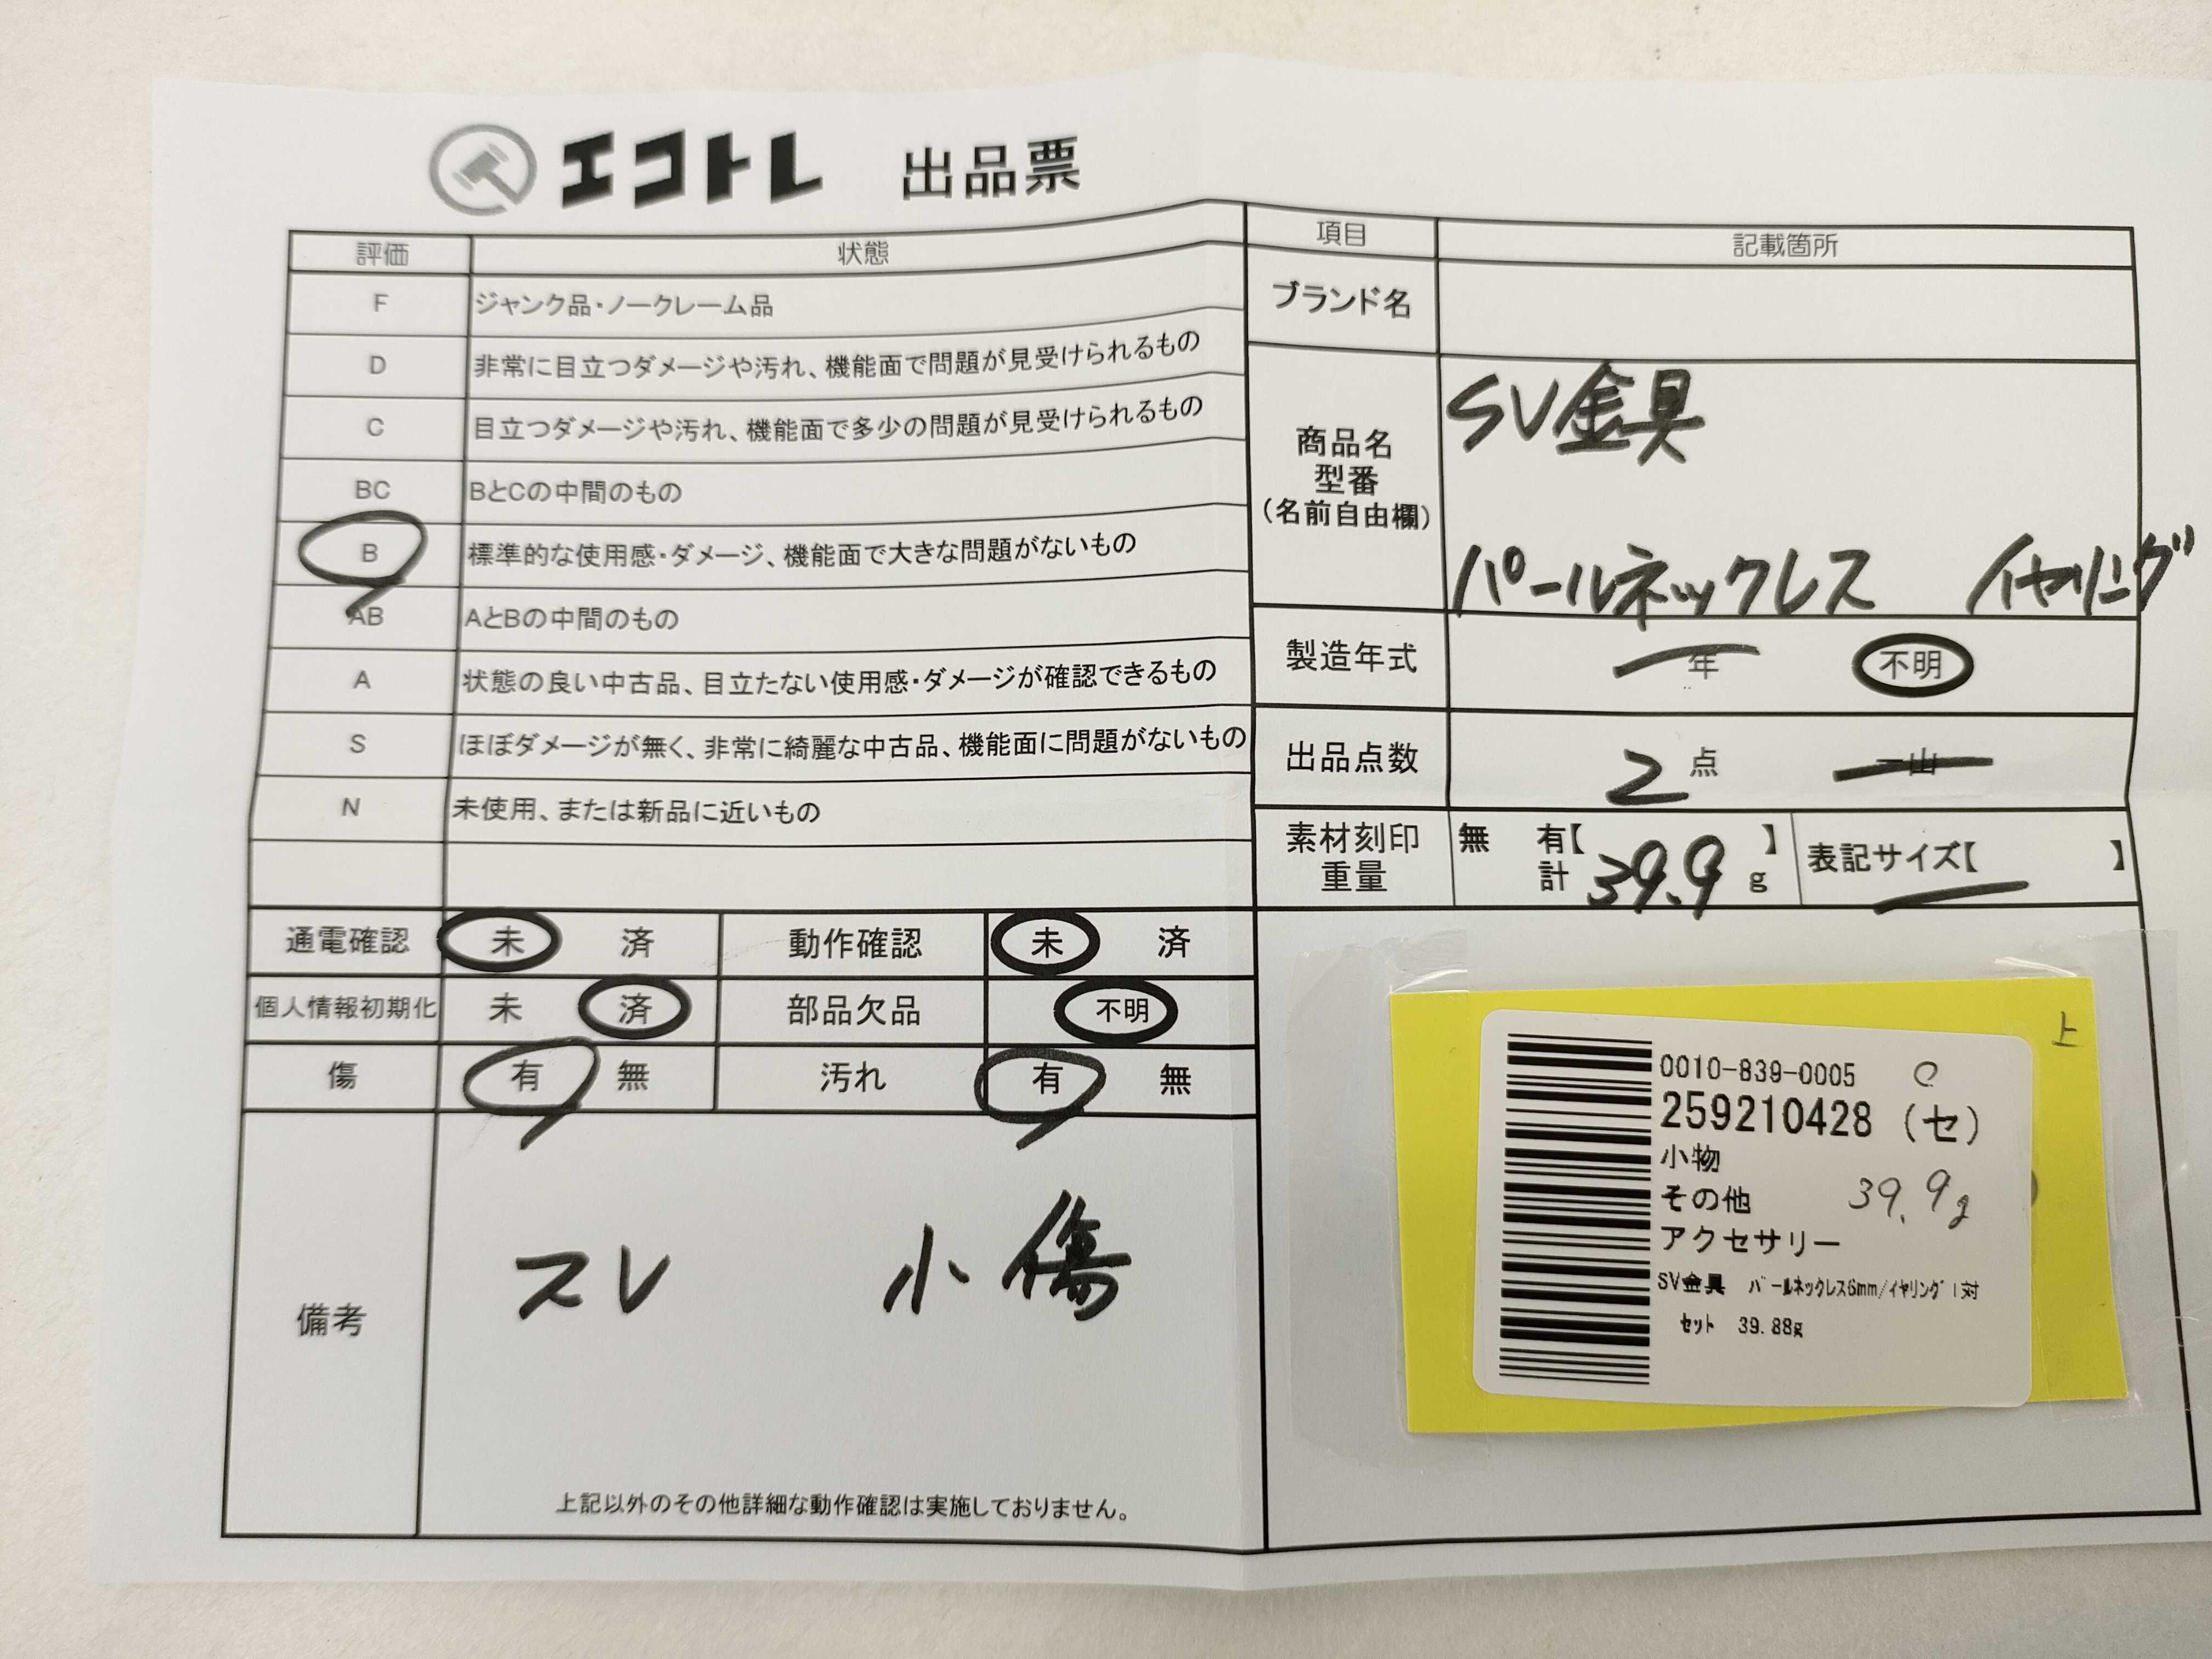 エコトレ 出品票
評価 状態
F ジャンク品・ノークレーム品
D 非常に目立つダメージや汚れ、機能面で問題が見受けられるもの
C 目立つダメージや汚れ、機能面で多少の問題が見受けられるもの
BC BとCの中間のもの
B 標準的な使用感・ダメージ、機能面で大きな問題がないもの
AB AとBの中間のもの
A 状態の良い中古品、目立たない使用感・ダメージが確認できるもの
S ほぼダメージが無く、非常に綺麗な中古品、機能面に問題がないもの
N 未使用、または新品に近いもの
通電確認 未 済 動作確認 未 済
個人情報初期化 未 済 部品欠品 不明
傷 有 無 汚れ 有 無
備考
スレ 小傷
上記以外のその他詳細な動作確認は実施しておりません。
項目 記載箇所
ブランド名
商品名
型番
(名前自由欄)
SV金具
パールネックレス イヤリング
製造年式 年 不明
出品点数 2 点 一山
素材刻印 無 有【 】
重量 計 39.9 g
表記サイズ【 】
上
0010-839-0005
259210428 (セ)
小物
その他 39.9g
アクセサリー
SV金具 パールネックレス6mm/イヤリング1対
セット 39.88g